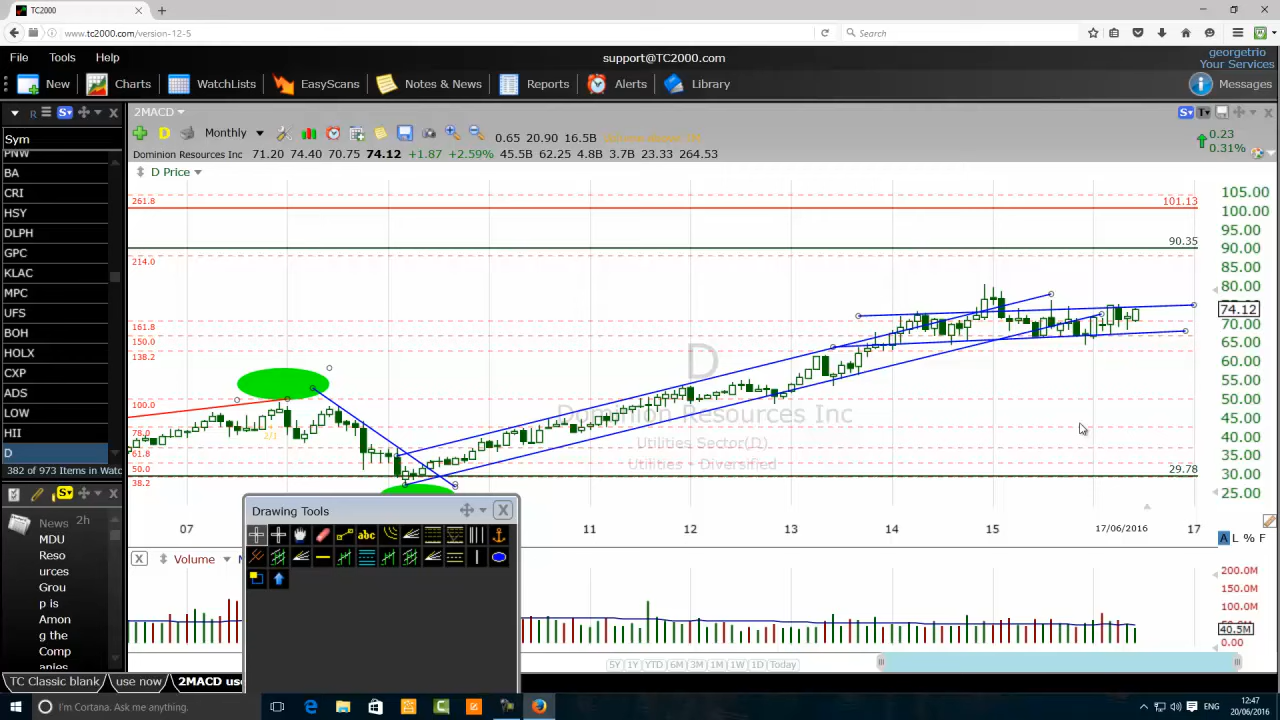 TC2000
www.tc2000.com/version-12-5
Search
File Tools Help
support@TC2000.com
georgetrio
Your Services
New Charts WatchLists EasyScans Notes & News Reports Alerts Library Messages
2MACD
Monthly 0.65 20.90 16.5B
0.23
0.31%
Dominion Resources Inc 71.20 74.40 70.75 74.12 +1.87 +2.59% 45.5B 62.25 4.8B 3.7B 23.33 264.53
D Price
Sym
PNW
BA
CRI
HSY
DLPH
GPC
KLAC
MPC
UFS
BOH
HOLX
CXP
ADS
LOW
HII
D
382 of 973 Items in Watc
News 2h
MDU
Reso
urces
Grou
p is
Amon
g the
Comp
anies
261.8
214.0
161.8
150.0
138.2
100.0
78.0
61.8
50.0
38.2
2/1
D
Dominion Resources Inc
Utilities Sector(D)
Utilities - Diversified
101.13
90.35
29.78
105.00
100.00
95.00
90.00
85.00
80.00
74.12
70.00
65.00
60.00
55.00
50.00
45.00
40.00
35.00
30.00
25.00
07 11 12 13 14 15 17/06/2016 17
A L % F
Drawing Tools
abc
X Volume
200.0M
150.0M
100.0M
40.5M
0.00
5Y 1Y YTD 6M 3M 1M 1W 1D Today
TC Classic blank use now 2MACD use
I'm Cortana. Ask me anything.
ENG
12:47
20/06/2016